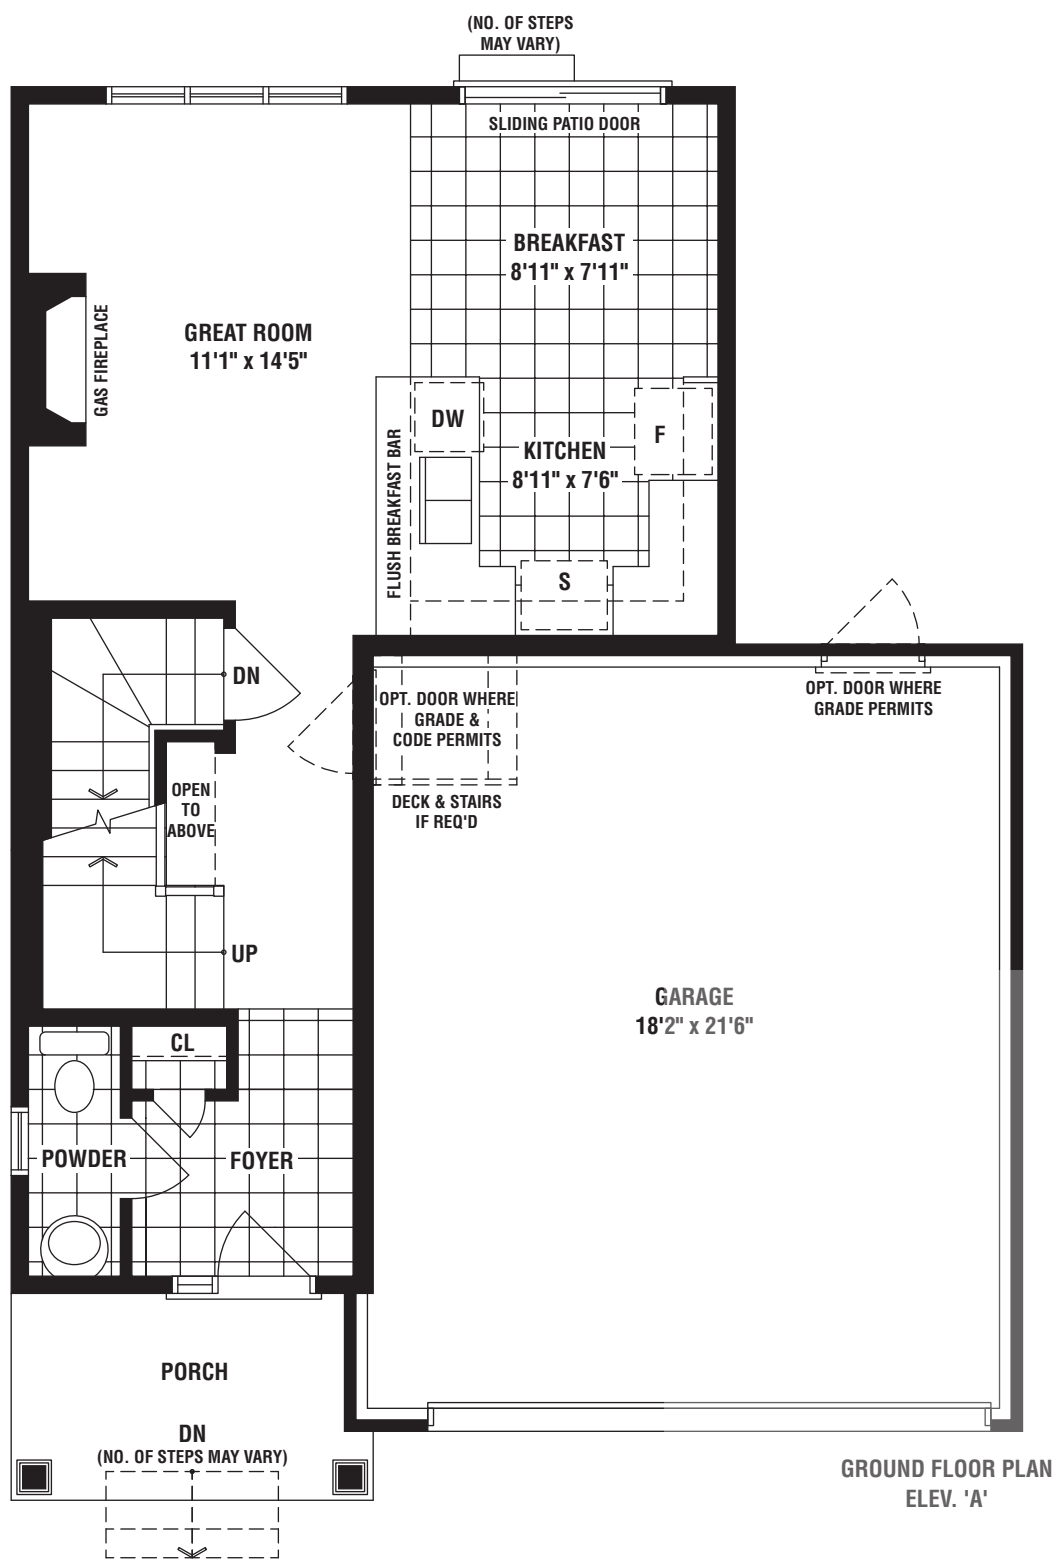 (NO. OF STEPS
MAY VARY)
SLIDING PATIO DOOR
BREAKFAST
8'11" x 7'11"
GREAT ROOM
11'1" x 14'5"
GAS FIREPLACE
DW
F
KITCHEN
8'11" x 7'6"
FLUSH BREAKFAST BAR
S
DN
OPT. DOOR WHERE
GRADE &
CODE PERMITS
OPT. DOOR WHERE
GRADE PERMITS
OPEN
TO
ABOVE
DECK & STAIRS
IF REQ'D
UP
GARAGE
18'2" x 21'6"
CL
POWDER
FOYER
PORCH
DN
(NO. OF STEPS MAY VARY)
GROUND FLOOR PLAN
ELEV. 'A'